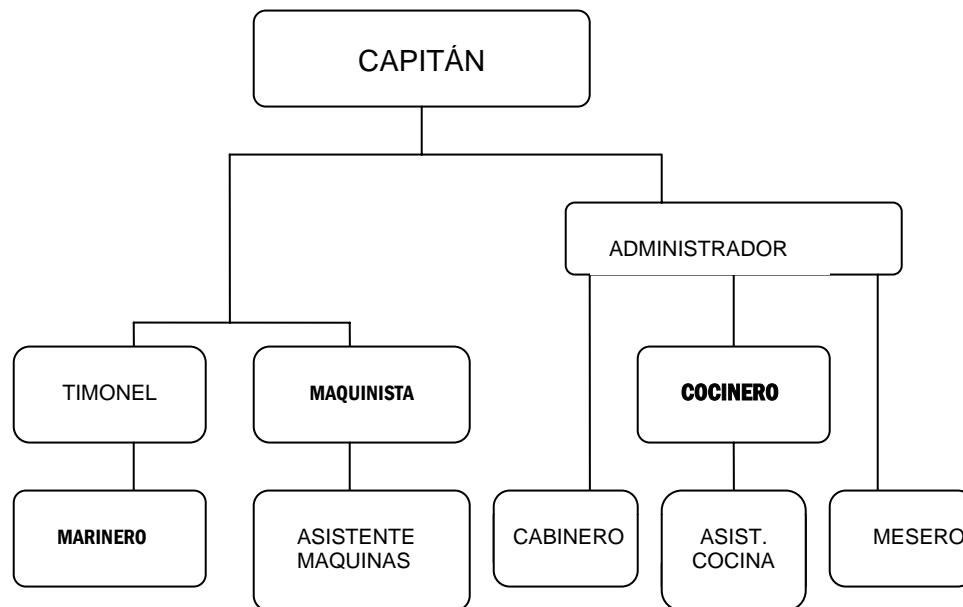 CAPITÁN
ADMINISTRADOR
TIMONEL
MAQUINISTA
COCINERO
MARINERO
ASISTENTE
MAQUINAS
CABINERO
ASIST.
COCINA
MESERO